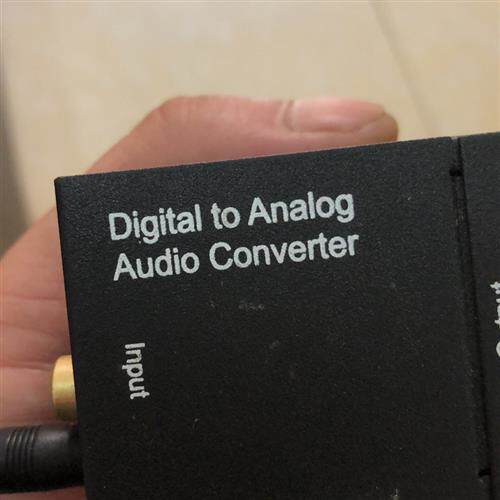 Digital to Analog
Audio Converter
Input